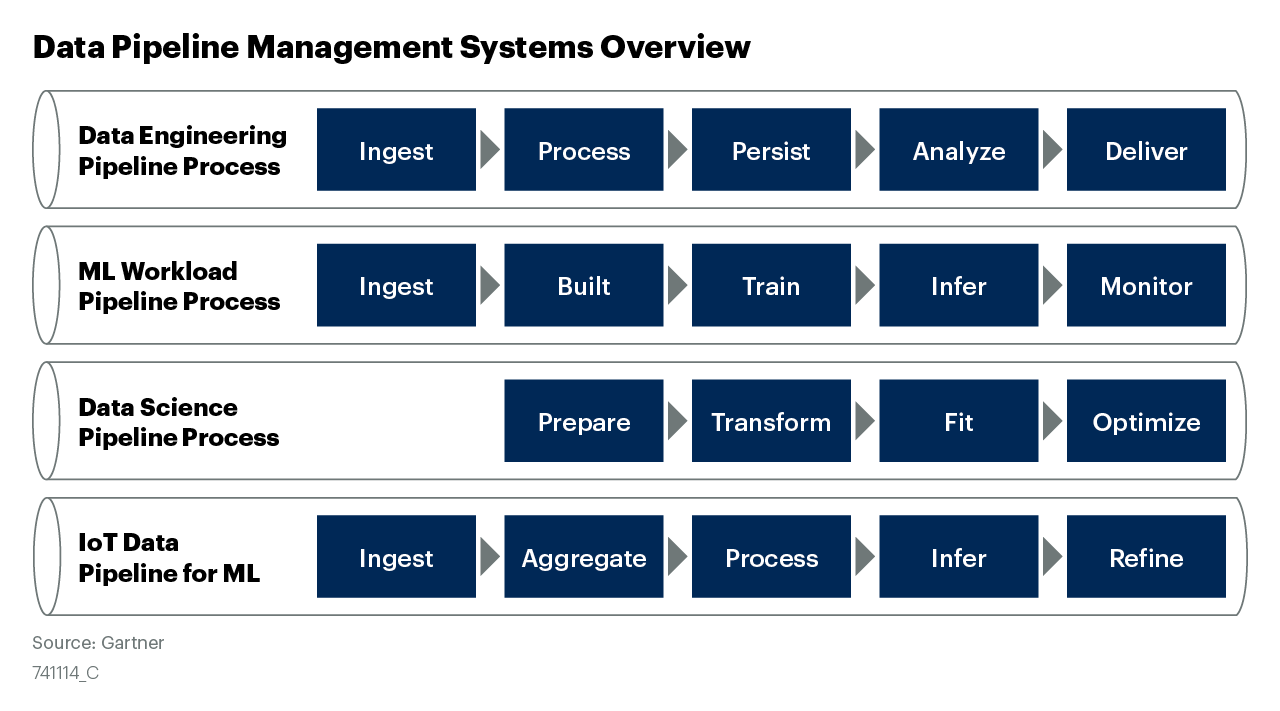 Data Pipeline Management Systems Overview
Data Engineering
Pipeline Process
Ingest
Process
Persist
Analyze
Deliver
ML Workload
Pipeline Process
Ingest
Built
Train
Infer
Monitor
Data Science
Pipeline Process
Prepare
Transform
Fit
Optimize
IoT Data
Pipeline for ML
Ingest
Aggregate
Process
Infer
Refine
Source: Gartner
741114_C